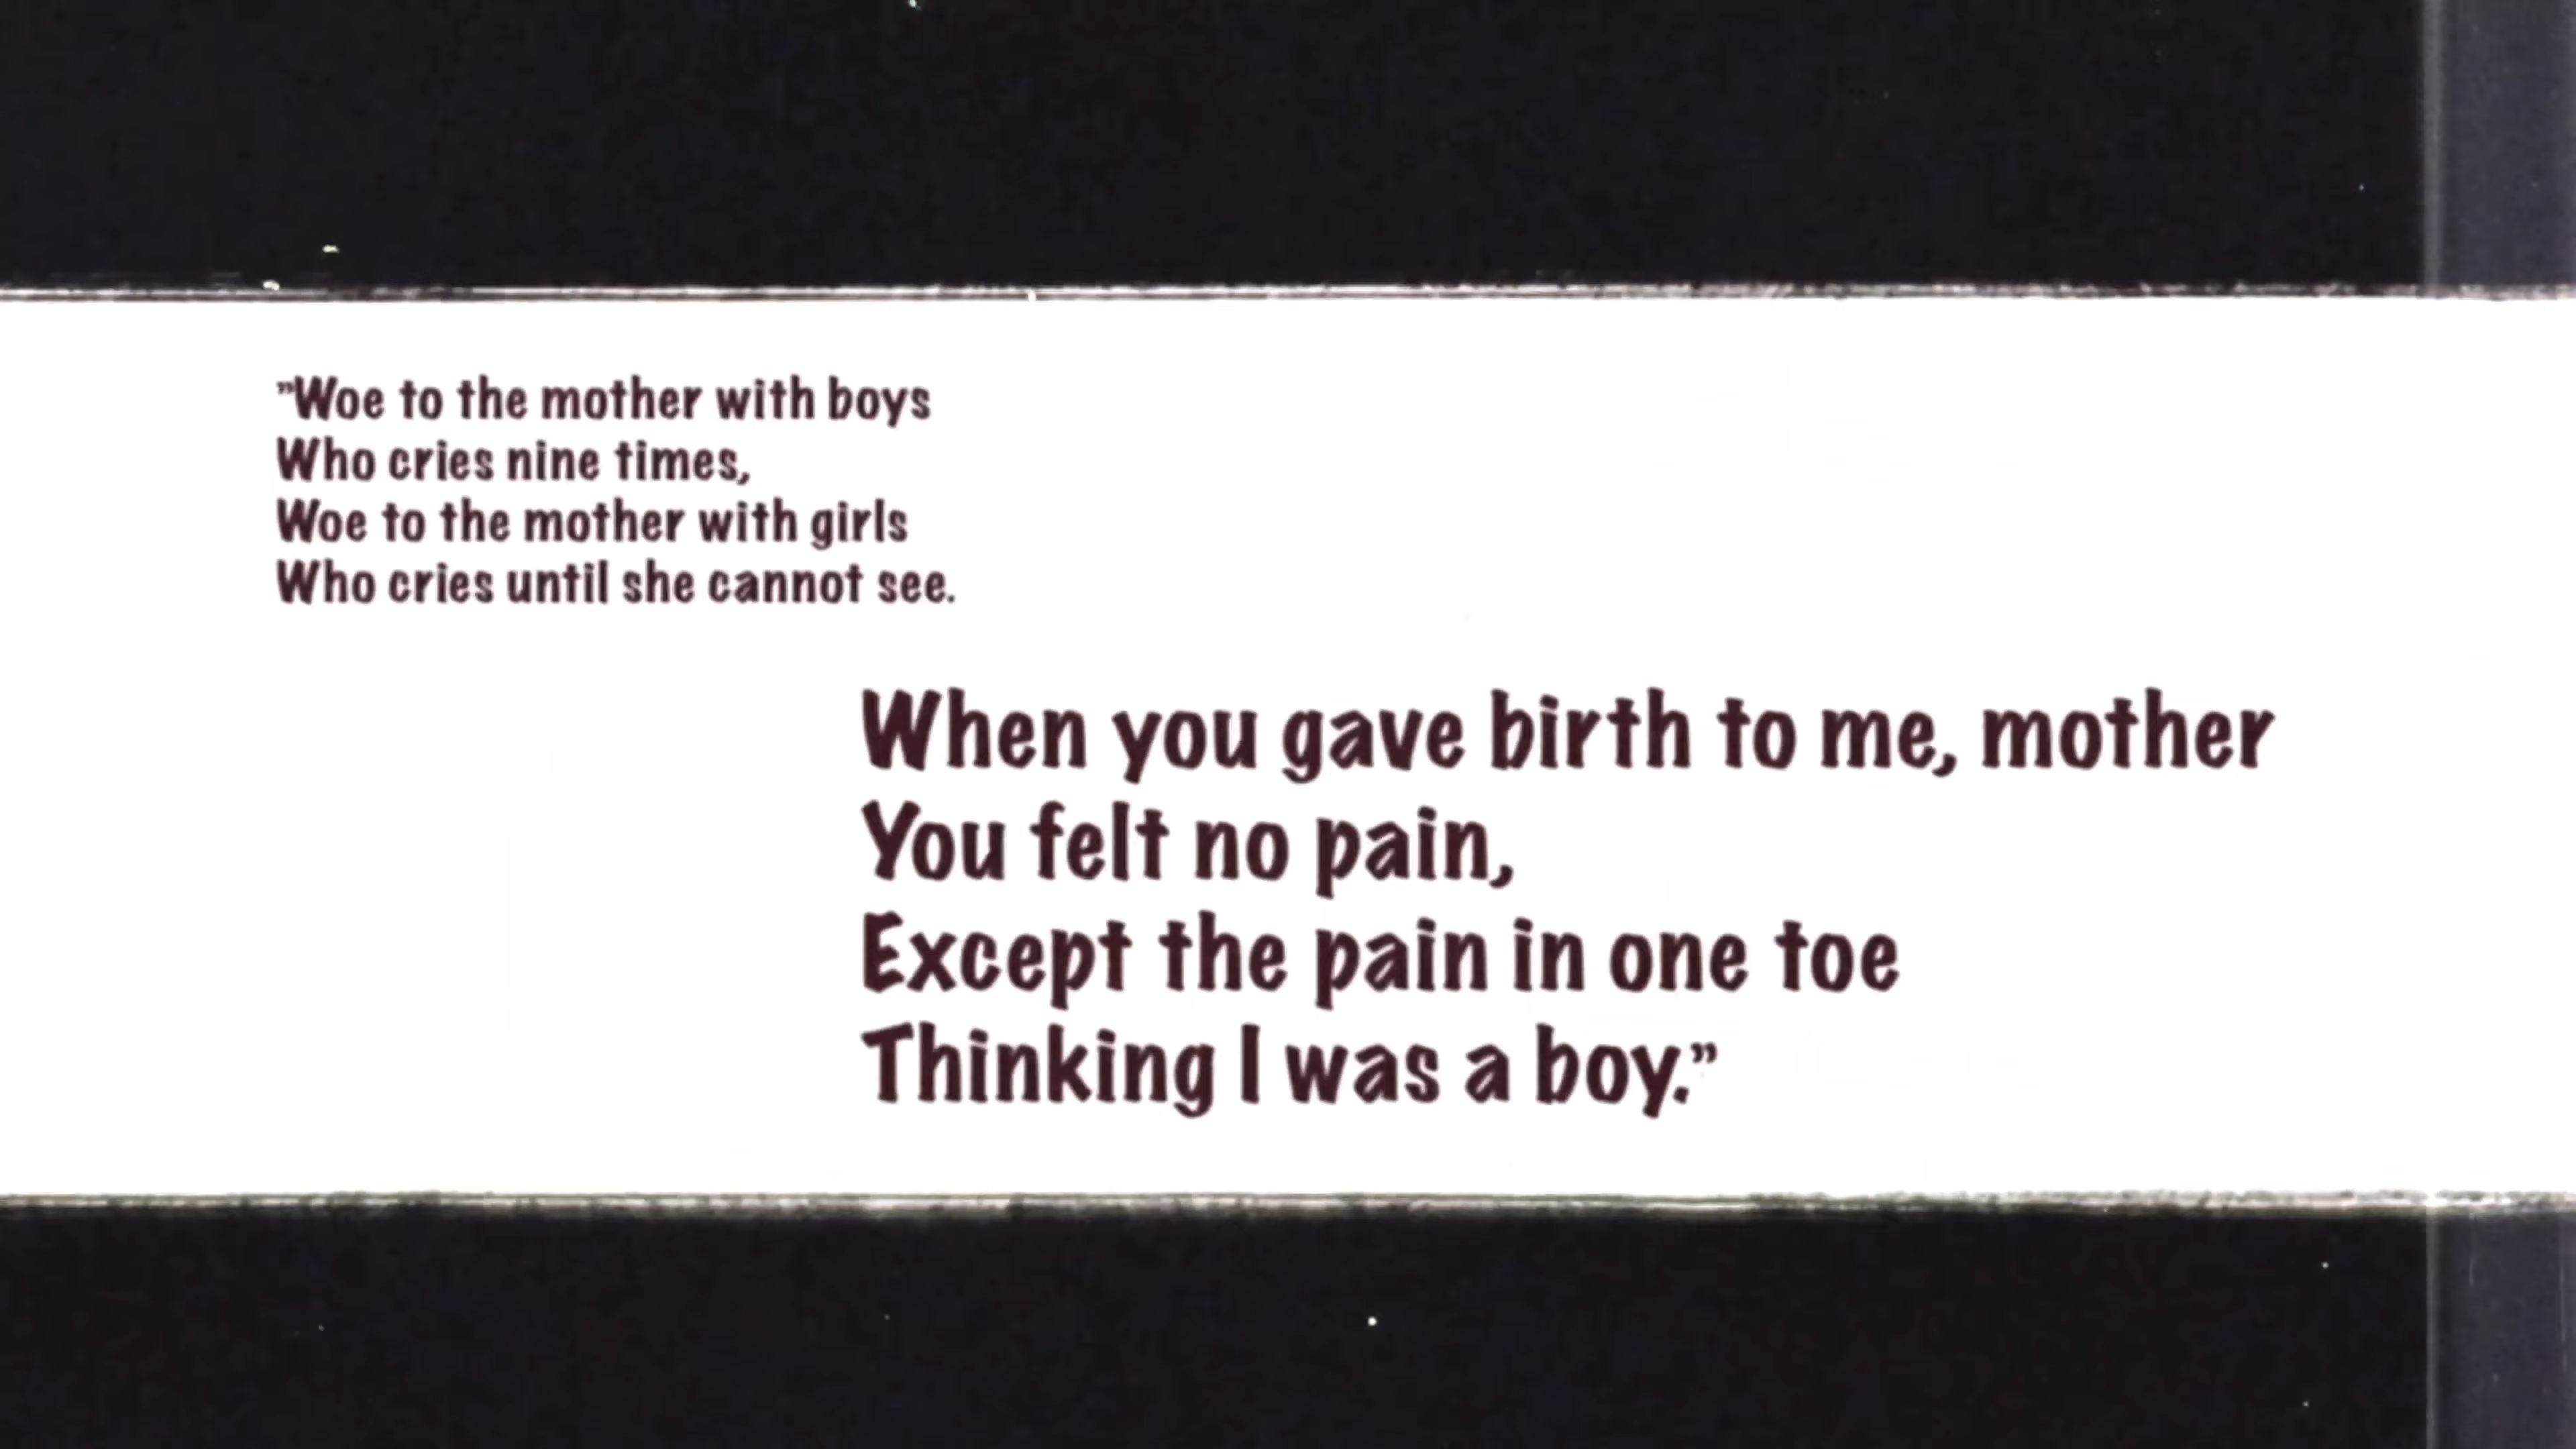 ”Woe to the mother with boys
Who cries nine times,
Woe to the mother with girls
Who cries until she cannot see.
When you gave birth to me, mother
You felt no pain,
Except the pain in one toe
Thinking I was a boy.”